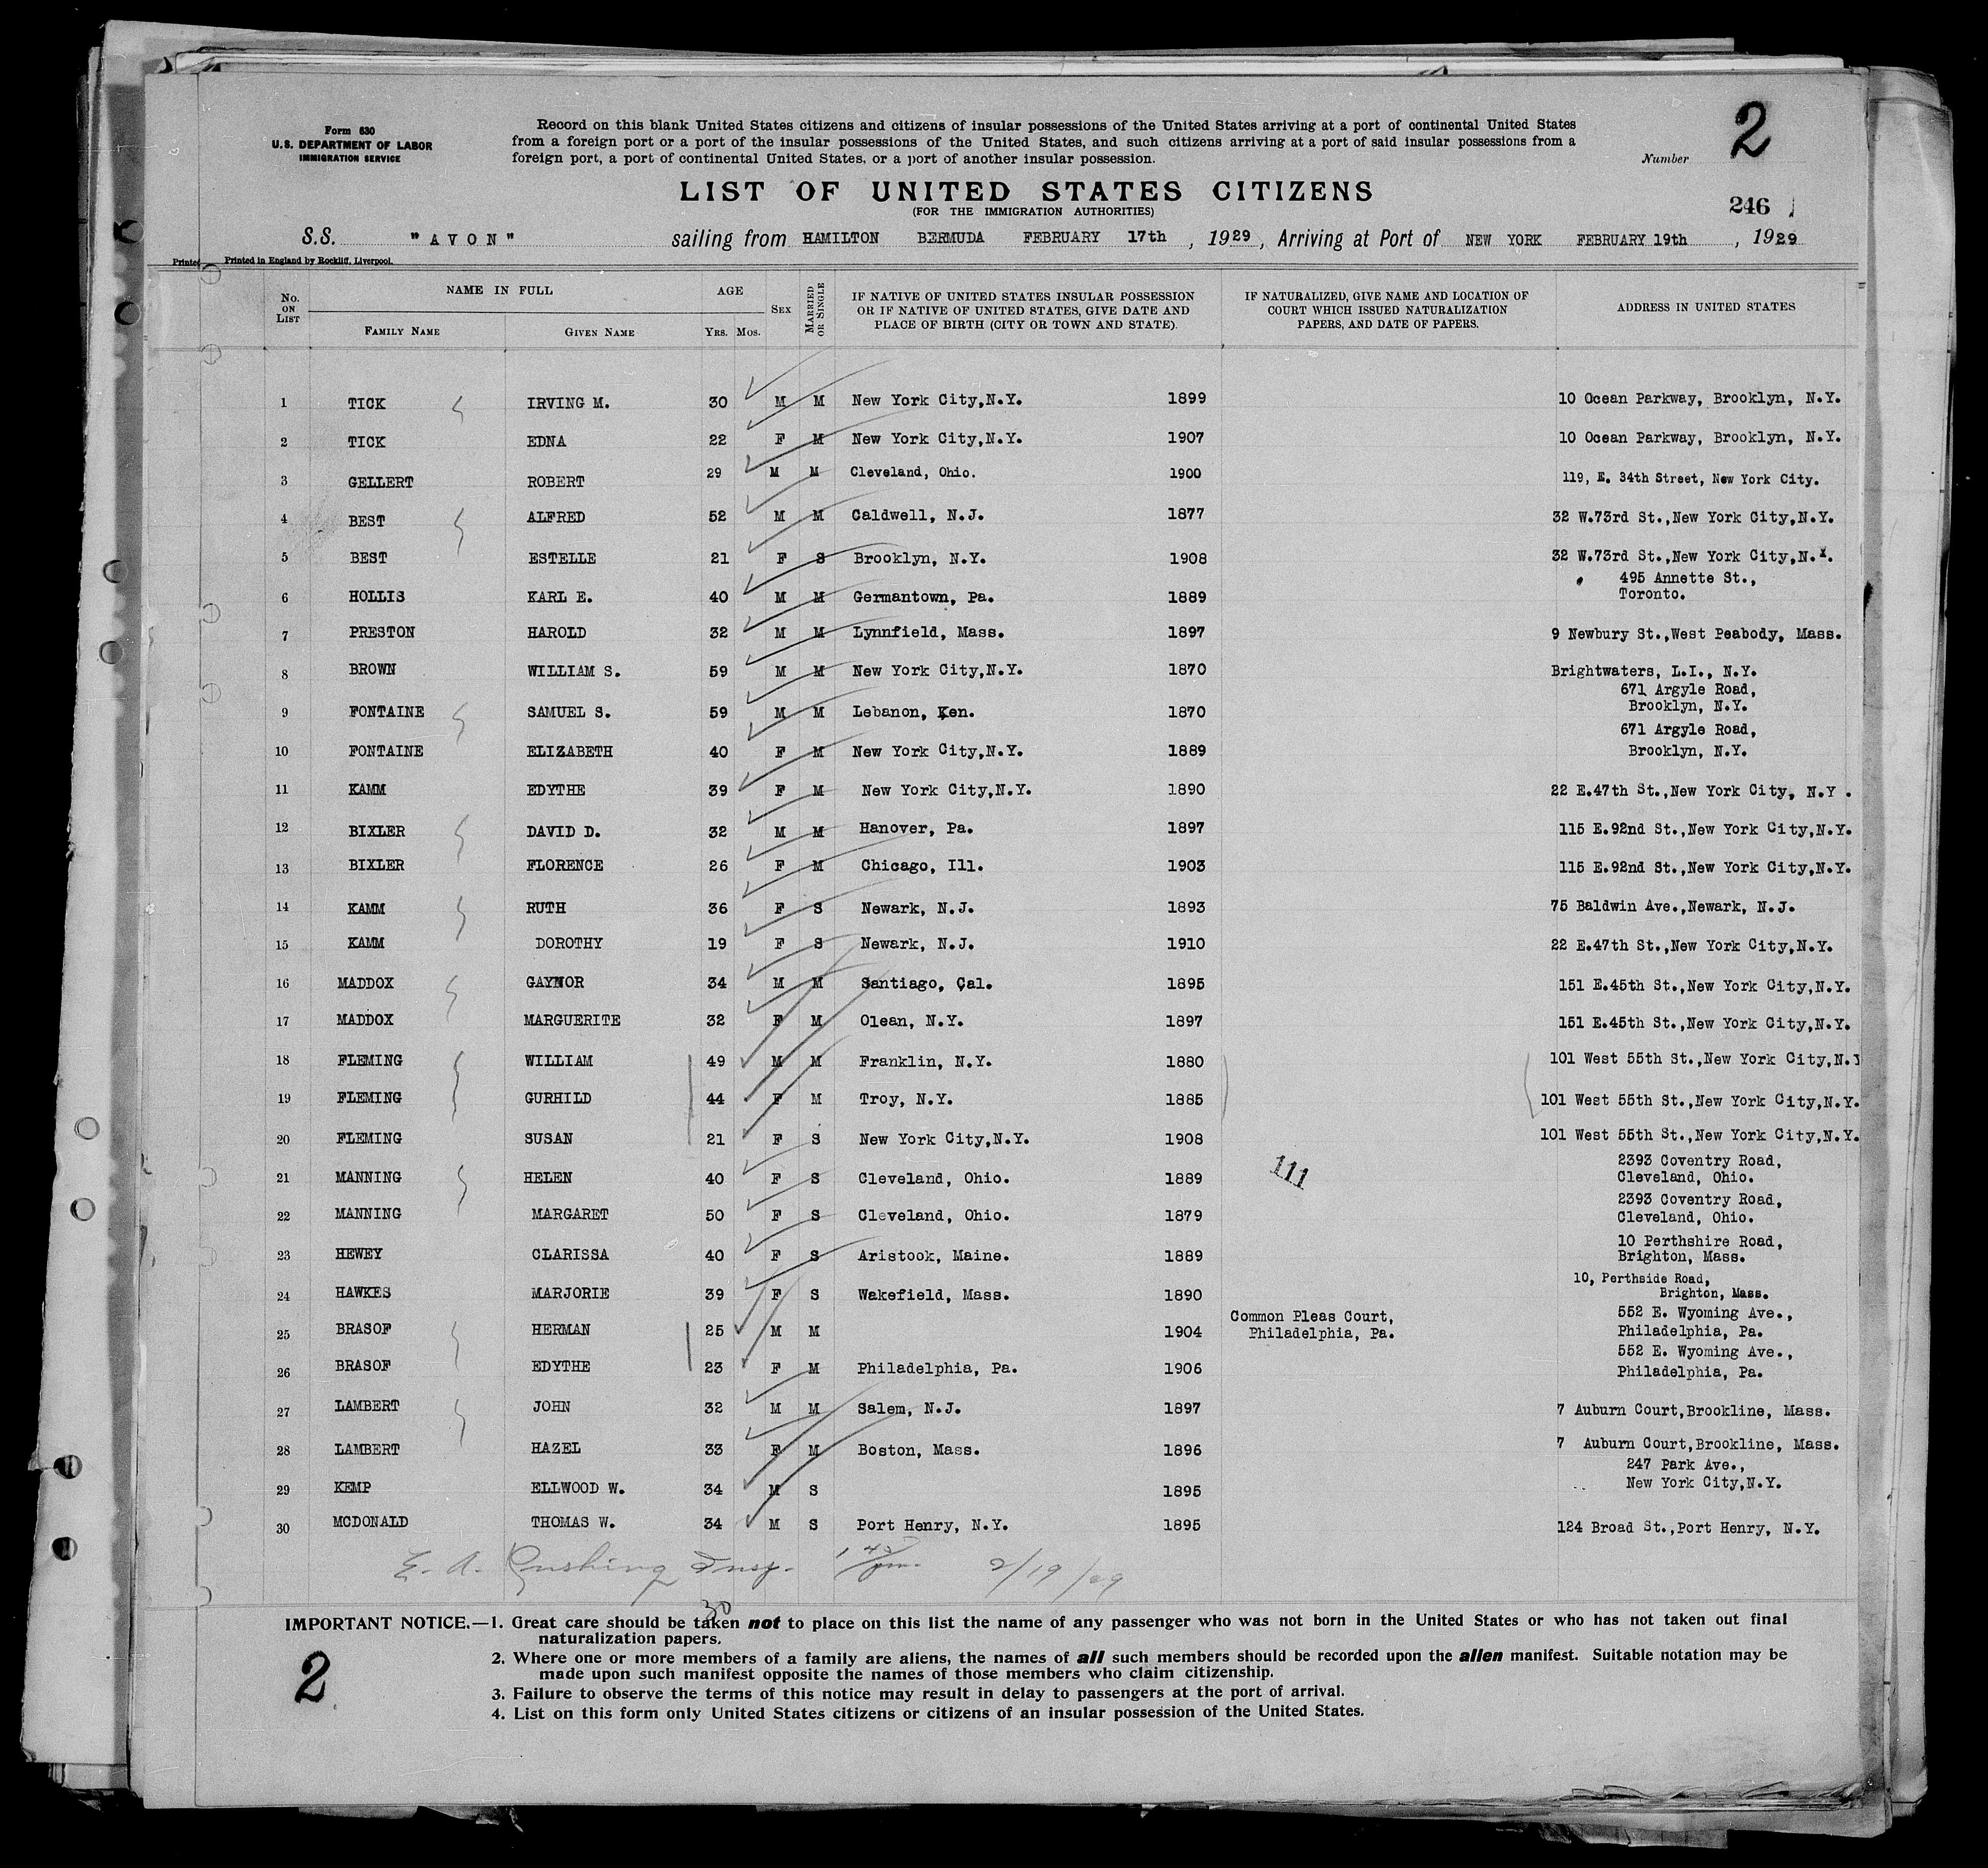 Form 630
U.S. DEPARTMENT OF LABOR
IMMIGRATION SERVICE
Record on this blank United States citizens and citizens of insular possessions of the United States arriving at a port of continental United States
from a foreign port or a port of the insular possessions of the United States, and such citizens arriving at a port of said insular possessions from a
foreign port, a port of continental United States, or a port of another insular possession.
Number 2
LIST OF UNITED STATES CITIZENS
(FOR THE IMMIGRATION AUTHORITIES)
246
S.S. "AVON" sailing from HAMILTON BERMUDA FEBRUARY 17th, 1929, Arriving at Port of NEW YORK FEBRUARY 19th, 1929
Printed Printed in England by Rockliff, Liverpool.
No. ON LIST NAME IN FULL FAMILY NAME GIVEN NAME AGE YRS. MOS. SEX MARRIED OR SINGLE IF NATIVE OF UNITED STATES INSULAR POSSESSION OR IF NATIVE OF UNITED STATES, GIVE DATE AND PLACE OF BIRTH (CITY OR TOWN AND STATE). IF NATURALIZED, GIVE NAME AND LOCATION OF COURT WHICH ISSUED NATURALIZATION PAPERS, AND DATE OF PAPERS. ADDRESS IN UNITED STATES
1 TICK IRVING M. 30 M M New York City,N.Y. 1899 10 Ocean Parkway, Brooklyn, N.Y.
2 TICK EDNA 22 F M New York City,N.Y. 1907 10 Ocean Parkway, Brooklyn, N.Y.
3 GELLERT ROBERT 29 M M Cleveland, Ohio. 1900 119, E. 34th Street, New York City.
4 BEST ALFRED 52 M M Caldwell, N.J. 1877 32 W.73rd St.,New York City,N.Y.
5 BEST ESTELLE 21 F S Brooklyn, N.Y. 1908 32 W.73rd St.,New York City,N.Y.
6 HOLLIS KARL E. 40 M M Germantown, Pa. 1889 495 Annette St., Toronto.
7 PRESTON HAROLD 32 M M Lynnfield, Mass. 1897 9 Newbury St.,West Peabody, Mass.
8 BROWN WILLIAM S. 59 M M New York City,N.Y. 1870 Brightwaters, L.I., N.Y.
9 FONTAINE SAMUEL S. 59 M M Lebanon, Ken. 1870 671 Argyle Road, Brooklyn, N.Y.
10 FONTAINE ELIZABETH 40 F M New York City,N.Y. 1889 671 Argyle Road, Brooklyn, N.Y.
11 KAMM EDYTHE 39 F M New York City,N.Y. 1890 22 E.47th St.,New York City, N.Y .
12 BIXLER DAVID D. 32 M M Hanover, Pa. 1897 115 E.92nd St.,New York City,N.Y.
13 BIXLER FLORENCE 26 F M Chicago, Ill. 1903 115 E.92nd St.,New York City,N.Y.
14 KAMM RUTH 36 F S Newark, N.J. 1893 75 Baldwin Ave.,Newark, N.J.
15 KAMM DOROTHY 19 F S Newark, N.J. 1910 22 E.47th St.,New York City,N.Y.
16 MADDOX GAYNOR 34 M M Santiago, Cal. 1895 151 E.45th St.,New York City,N.Y.
17 MADDOX MARGUERITE 32 F M Olean, N.Y. 1897 151 E.45th St.,New York City,N.Y.
18 FLEMING WILLIAM 49 M M Franklin, N.Y. 1880 101 West 55th St.,New York City,N.Y
19 FLEMING GURHILD 44 F M Troy, N.Y. 1885 101 West 55th St.,New York City,N.Y.
20 FLEMING SUSAN 21 F S New York City,N.Y. 1908 101 West 55th St.,New York City,N.Y.
21 MANNING HELEN 40 F S Cleveland, Ohio. 1889 111 2393 Coventry Road, Cleveland, Ohio.
22 MANNING MARGARET 50 F S Cleveland, Ohio. 1879 2393 Coventry Road, Cleveland, Ohio.
23 HEWEY CLARISSA 40 F S Aristook, Maine. 1889 10 Perthshire Road, Brighton, Mass.
24 HAWKES MARJORIE 39 F S Wakefield, Mass. 1890 10, Perthside Road, Brighton, Mass.
25 BRASOF HERMAN 25 M M 1904 Common Pleas Court, Philadelphia, Pa. 552 E. Wyoming Ave., Philadelphia, Pa.
26 BRASOF EDYTHE 23 F M Philadelphia, Pa. 1906 552 E. Wyoming Ave., Philadelphia, Pa.
27 LAMBERT JOHN 32 M M Salem, N.J. 1897 7 Auburn Court,Brookline, Mass.
28 LAMBERT HAZEL 33 F M Boston, Mass. 1896 7 Auburn Court,Brookline, Mass.
29 KEMP ELLWOOD W. 34 M S 1895 247 Park Ave., New York City,N.Y.
30 MCDONALD THOMAS W. 34 M S Port Henry, N.Y. 1895 124 Broad St.,Port Henry, N.Y.
E. A. Cushing Insp. 2/19/29
30
IMPORTANT NOTICE.—1. Great care should be taken not to place on this list the name of any passenger who was not born in the United States or who has not taken out final
naturalization papers.
2. Where one or more members of a family are aliens, the names of all such members should be recorded upon the alien manifest. Suitable notation may be
made upon such manifest opposite the names of those members who claim citizenship.
3. Failure to observe the terms of this notice may result in delay to passengers at the port of arrival.
4. List on this form only United States citizens or citizens of an insular possession of the United States.
2